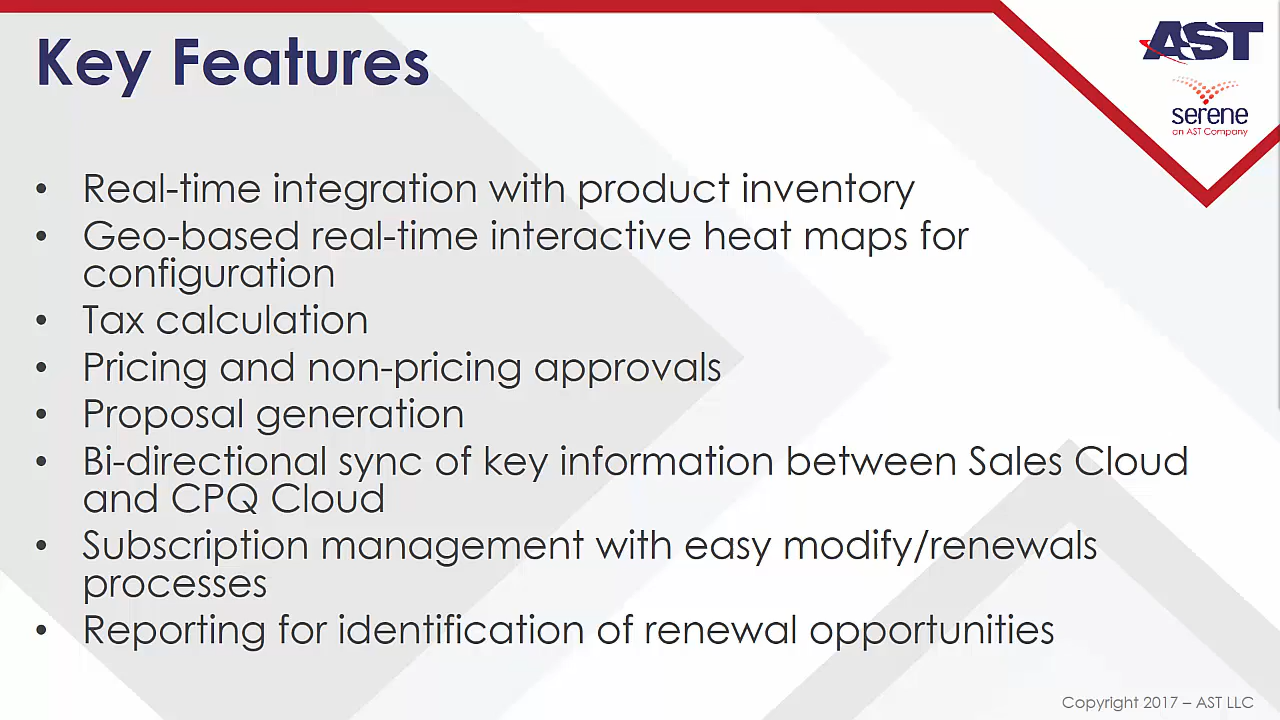 Key Features
AST
serene
an AST Company
• Real-time integration with product inventory
• Geo-based real-time interactive heat maps for
configuration
• Tax calculation
• Pricing and non-pricing approvals
• Proposal generation
• Bi-directional sync of key information between Sales Cloud
and CPQ Cloud
• Subscription management with easy modify/renewals
processes
• Reporting for identification of renewal opportunities
Copyright 2017 – AST LLC